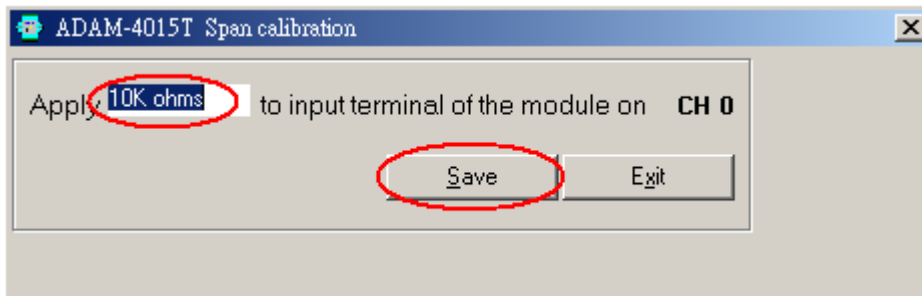 ADAM-4015T Span calibration
Apply 10K ohms to input terminal of the module on CH 0
Save Exit